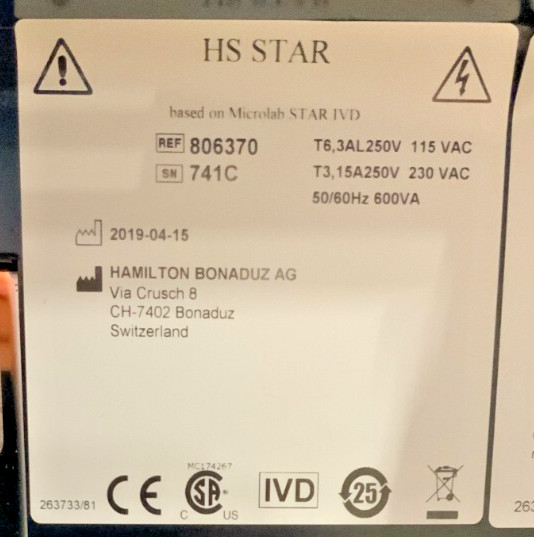 HS STAR
based on Microlab STAR IVD
REF 806370
T6,3AL250V 115 VAC
SN 741C
T3,15A250V 230 VAC
50/60Hz 600VA
2019-04-15
HAMILTON BONADUZ AG
Via Crusch 8
CH-7402 Bonaduz
Switzerland
MC174267
263733/81 CE C SA US IVD 25
263